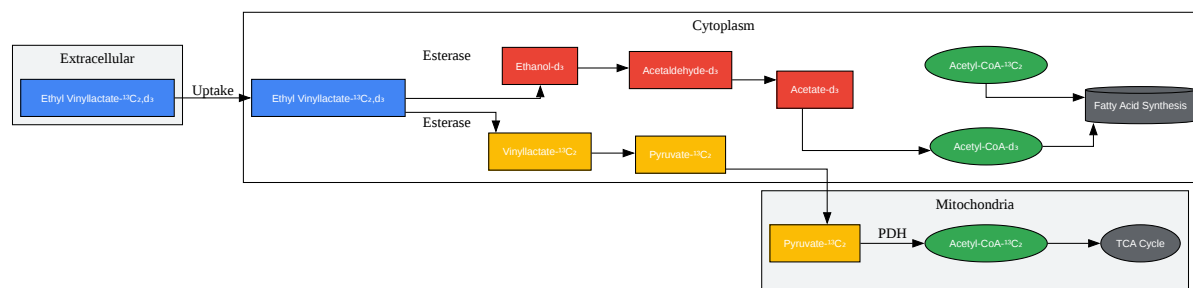 Cytoplasm
Extracellular
Ethyl Vinyllactate-¹³C₂,d₃
Uptake
Ethyl Vinyllactate-¹³C₂,d₃
Esterase
Ethanol-d₃
Acetaldehyde-d₃
Acetate-d₃
Acetyl-CoA-¹³C₂
Fatty Acid Synthesis
Esterase
Vinyllactate-¹³C₂
Pyruvate-¹³C₂
Acetyl-CoA-d₃
Mitochondria
Pyruvate-¹³C₂
PDH
Acetyl-CoA-¹³C₂
TCA Cycle